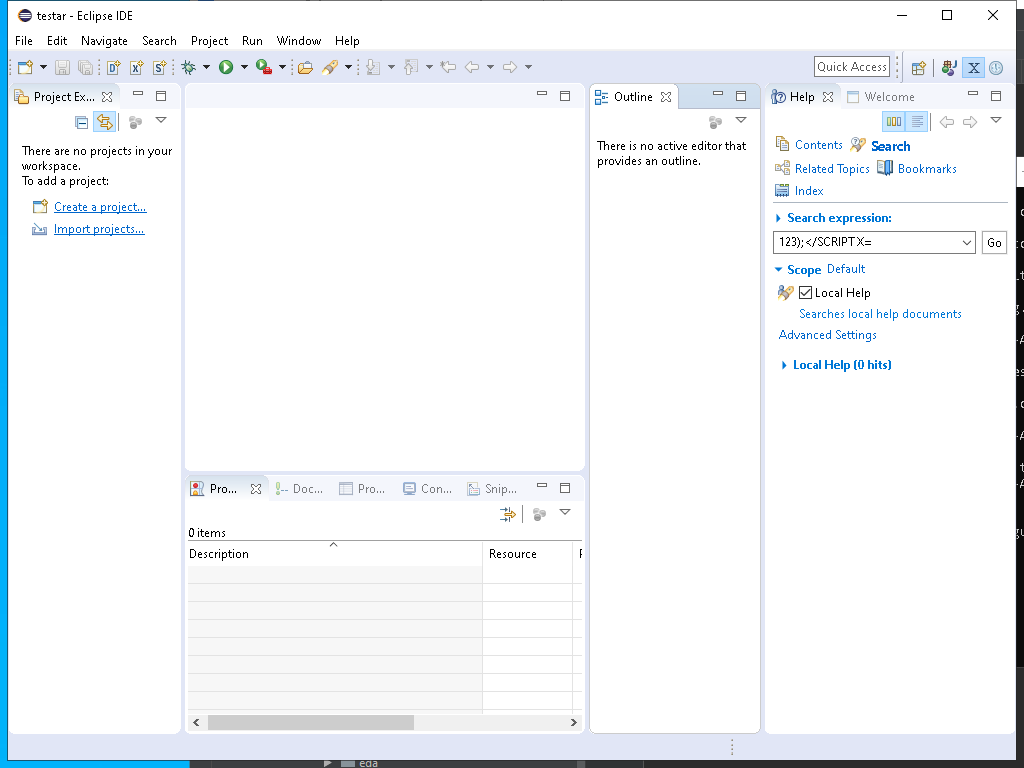 testar - Eclipse IDE
File Edit Navigate Search Project Run Window Help
Quick Access
Project Ex...
There are no projects in your
workspace.
To add a project:
Create a project...
Import projects...
Outline
There is no active editor that
provides an outline.
Help Welcome
Contents Search
Related Topics Bookmarks
Index
Search expression:
123);</SCRIPTX=
Go
Scope Default
Local Help
Searches local help documents
Advanced Settings
Local Help (0 hits)
Pro... Doc... Pro... Con... Snip...
0 items
Description Resource
eda